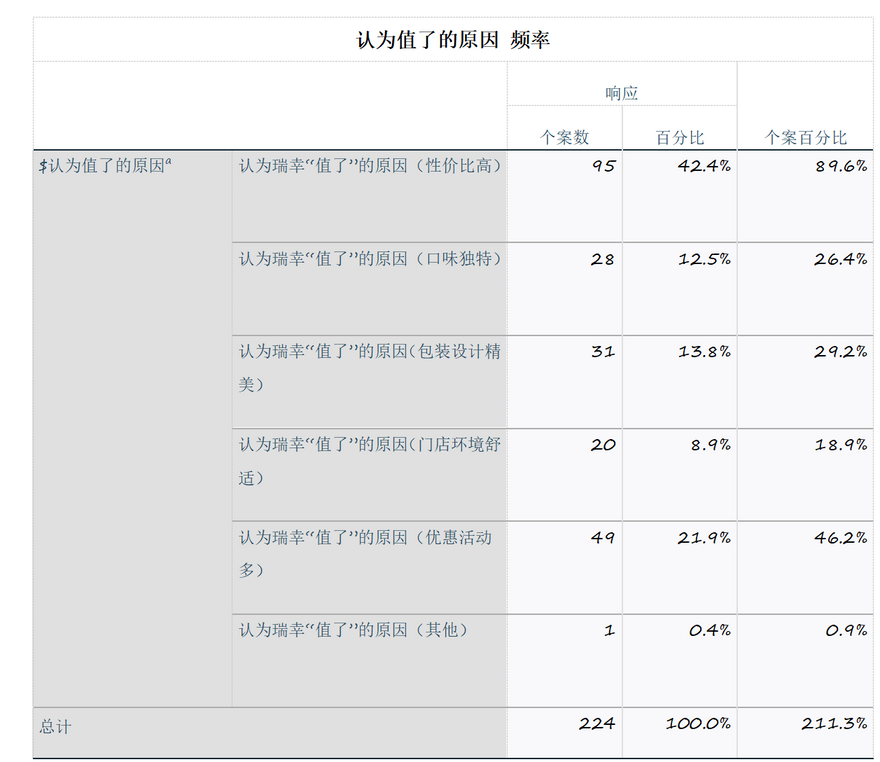 认为值了的原因 频率
响应
个案数 百分比 个案百分比
$认为值了的原因ª 认为瑞幸“值了”的原因（性价比高） 95 42.4% 89.6%
认为瑞幸“值了”的原因（口味独特） 28 12.5% 26.4%
认为瑞幸“值了”的原因（包装设计精 31 13.8% 29.2%
美）
认为瑞幸“值了”的原因（门店环境舒 20 8.9% 18.9%
适）
认为瑞幸“值了”的原因（优惠活动 49 21.9% 46.2%
多）
认为瑞幸“值了”的原因（其他） 1 0.4% 0.9%
总计 224 100.0% 211.3%